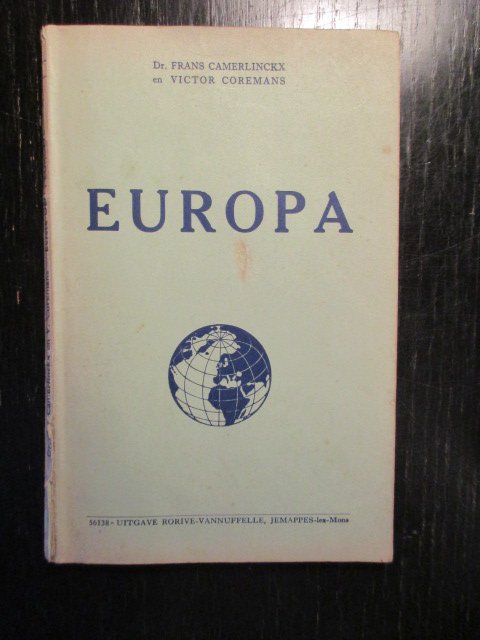 Dr. FRANS CAMERLINCKX
en VICTOR COREMANS
EUROPA
56138 - UITGAVE RORIVE-VANNUFFELLE, JEMAPPES-lez-Mons